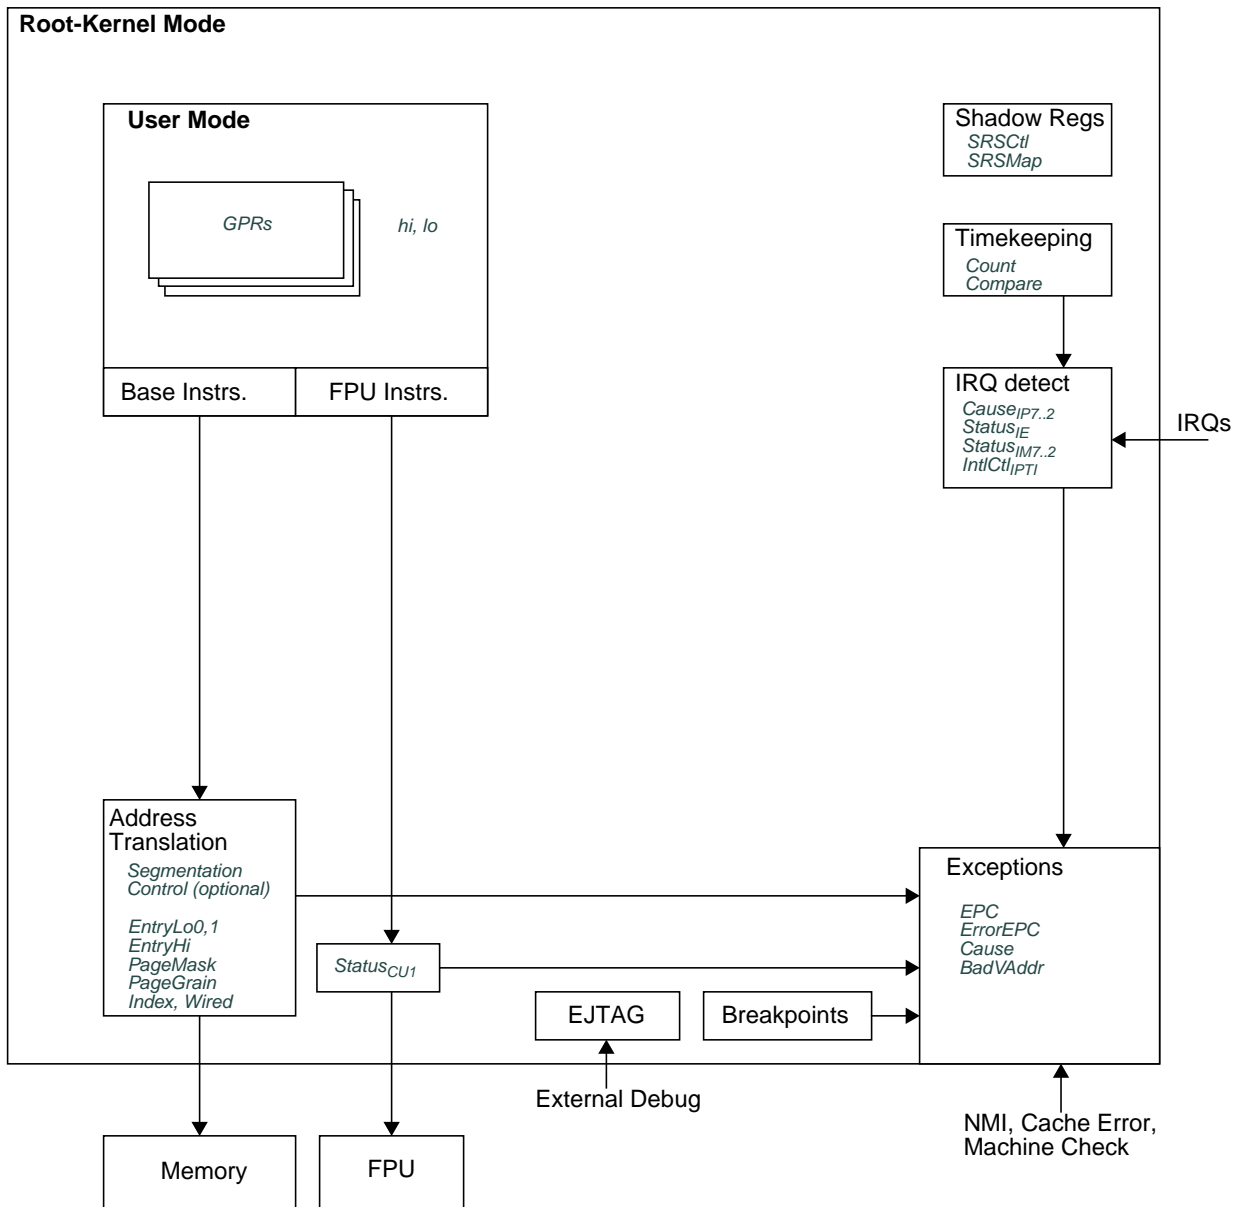 Root-Kernel Mode
User Mode
GPRs
hi, lo
Base Instrs.
FPU Instrs.
Shadow Regs
SRSCtl
SRSMap
Timekeeping
Count
Compare
IRQ detect
CauseIP7..2
StatusIE
StatusIM7..2
IntlCtlIPTI
IRQs
Address
Translation
Segmentation
Control (optional)
EntryLo0,1
EntryHi
PageMask
PageGrain
Index, Wired
StatusCU1
EJTAG
Breakpoints
Exceptions
EPC
ErrorEPC
Cause
BadVAddr
External Debug
NMI, Cache Error,
Machine Check
Memory
FPU